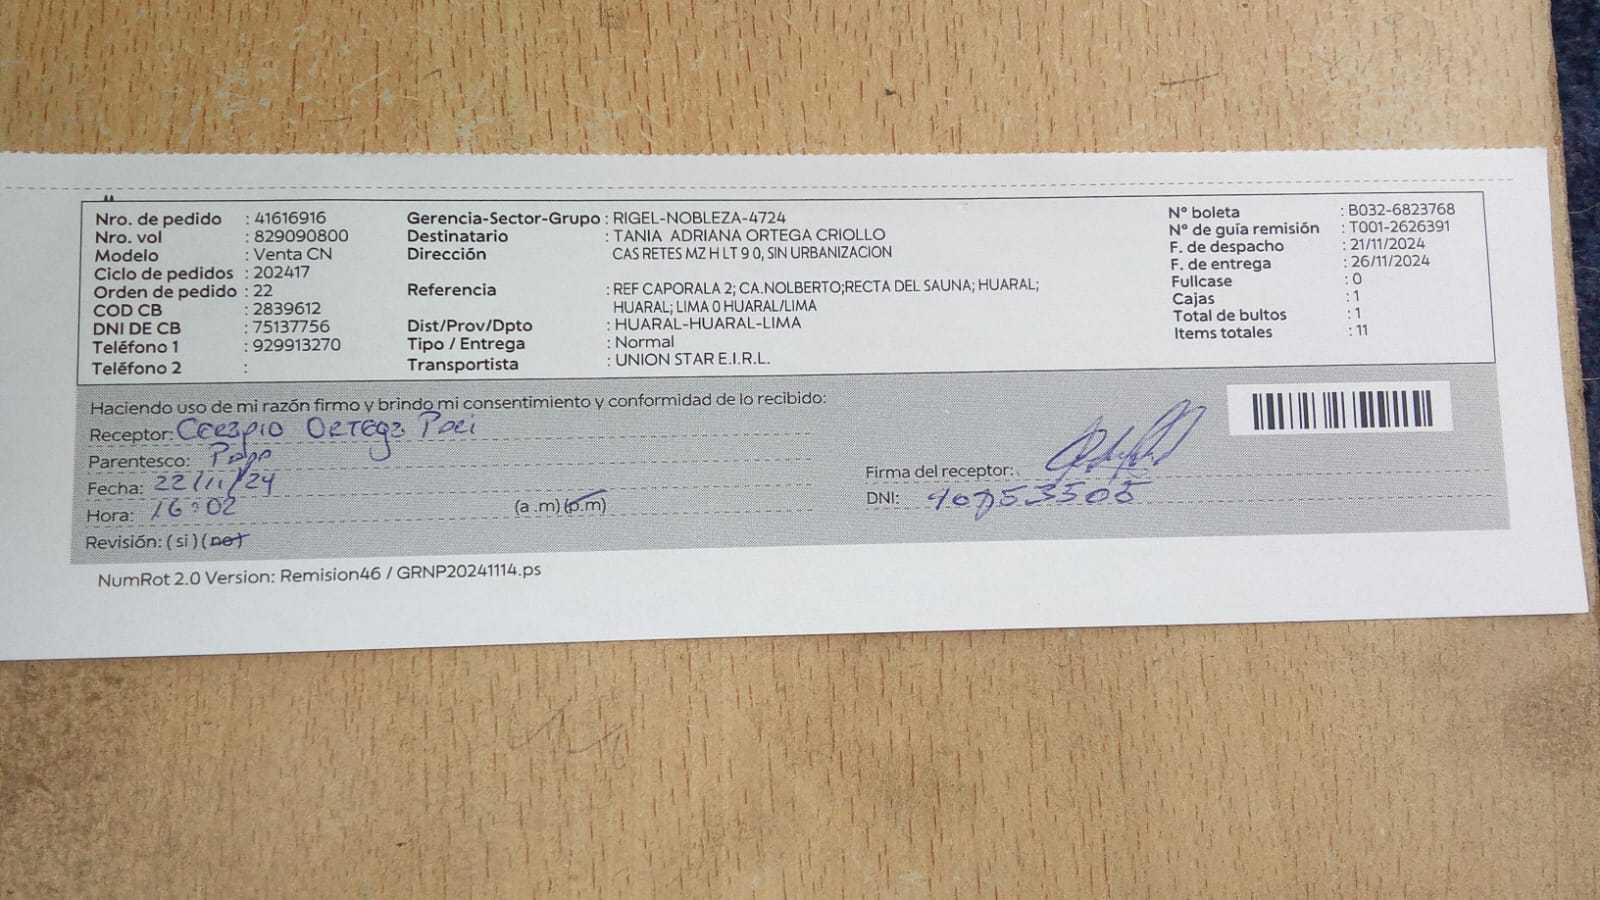 Nro. de pedido : 41616916
Nro. vol : 829090800
Modelo : Venta CN
Ciclo de pedidos : 202417
Orden de pedido : 22
COD CB : 2839612
DNI DE CB : 75137756
Teléfono 1 : 929913270
Teléfono 2 :
Gerencia-Sector-Grupo : RIGEL-NOBLEZA-4724
Destinatario : TANIA ADRIANA ORTEGA CRIOLLO
Dirección CAS RETES MZ H LT 9 0, SIN URBANIZACION
Referencia : REF CAPORALA 2; CA.NOLBERTO;RECTA DEL SAUNA; HUARAL;
HUARAL; LIMA 0 HUARAL/LIMA
Dist/Prov/Dpto : HUARAL-HUARAL-LIMA
Tipo / Entrega : Normal
Transportista : UNION STAR E.I.R.L.
N° boleta : B032-6823768
N° de guía remisión : T001-2626391
F. de despacho : 21/11/2024
F. de entrega : 26/11/2024
Fullcase : 0
Cajas : 1
Total de bultos : 1
Items totales : 11
Haciendo uso de mi razón firmo y brindo mi consentimiento y conformidad de lo recibido:
Receptor: Ortega
Parentesco: Papa
Fecha: 22/11/24
Hora: 16:02 (a .m) (p.m)
Revisión: ( si ) ( no )
Firma del receptor:
DNI: 40753505
NumRot 2.0 Version: Remision46 / GRNP20241114.ps